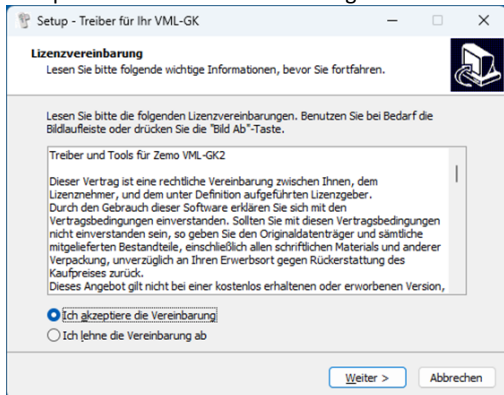 Setup - Treiber für Ihr VML-GK
Lizenzvereinbarung
Lesen Sie bitte folgende wichtige Informationen, bevor Sie fortfahren.
Lesen Sie bitte die folgenden Lizenzvereinbarungen. Benutzen Sie bei Bedarf die
Bildlaufleiste oder drücken Sie die "Bild Ab"-Taste.
Treiber und Tools für Zemo VML-GK2
Dieser Vertrag ist eine rechtliche Vereinbarung zwischen Ihnen, dem
Lizenznehmer, und dem unter Definition aufgeführten Lizenzgeber.
Durch den Gebrauch dieser Software erklären Sie sich mit den
Vertragsbedingungen einverstanden. Sollten Sie mit diesen Vertragsbedingungen
nicht einverstanden sein, so geben Sie den Originaldatenträger und sämtliche
mitgelieferten Bestandteile, einschließlich allen schriftlichen Materials und anderer
Verpackung, unverzüglich an Ihren Erwerbsort gegen Rückerstattung des
Kaufpreises zurück.
Dieses Angebot gilt nicht bei einer kostenlos erhaltenen oder erworbenen Version,
Ich akzeptiere die Vereinbarung
Ich lehne die Vereinbarung ab
Weiter >
Abbrechen